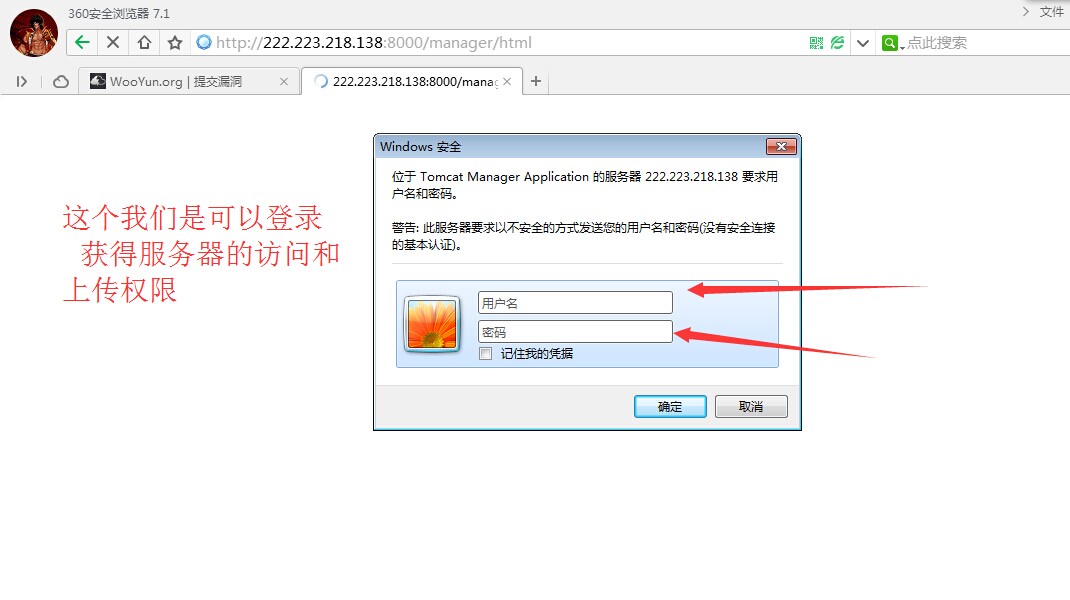 360安全浏览器 7.1
文件
http://222.223.218.138:8000/manager/html
点此搜索
WooYun.org | 提交漏洞
222.223.218.138:8000/mana
Windows 安全
位于 Tomcat Manager Application 的服务器 222.223.218.138 要求用
户名和密码。
警告: 此服务器要求以不安全的方式发送您的用户名和密码(没有安全连接
的基本认证)。
这个我们是可以登录
获得服务器的访问和
上传权限
用户名
密码
记住我的凭据
确定
取消